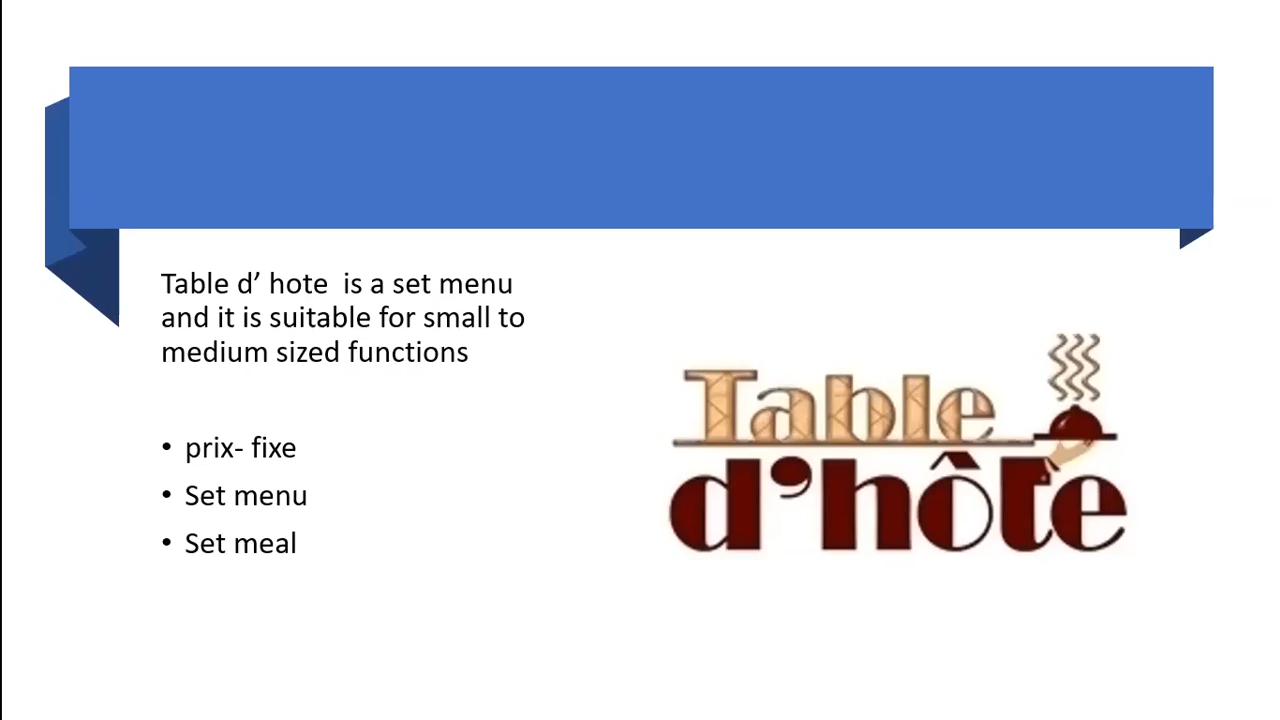 Table d’ hote  is a set menu
and it is suitable for small to
medium sized functions
• prix- fixe
• Set menu
• Set meal
Table
d’hôte